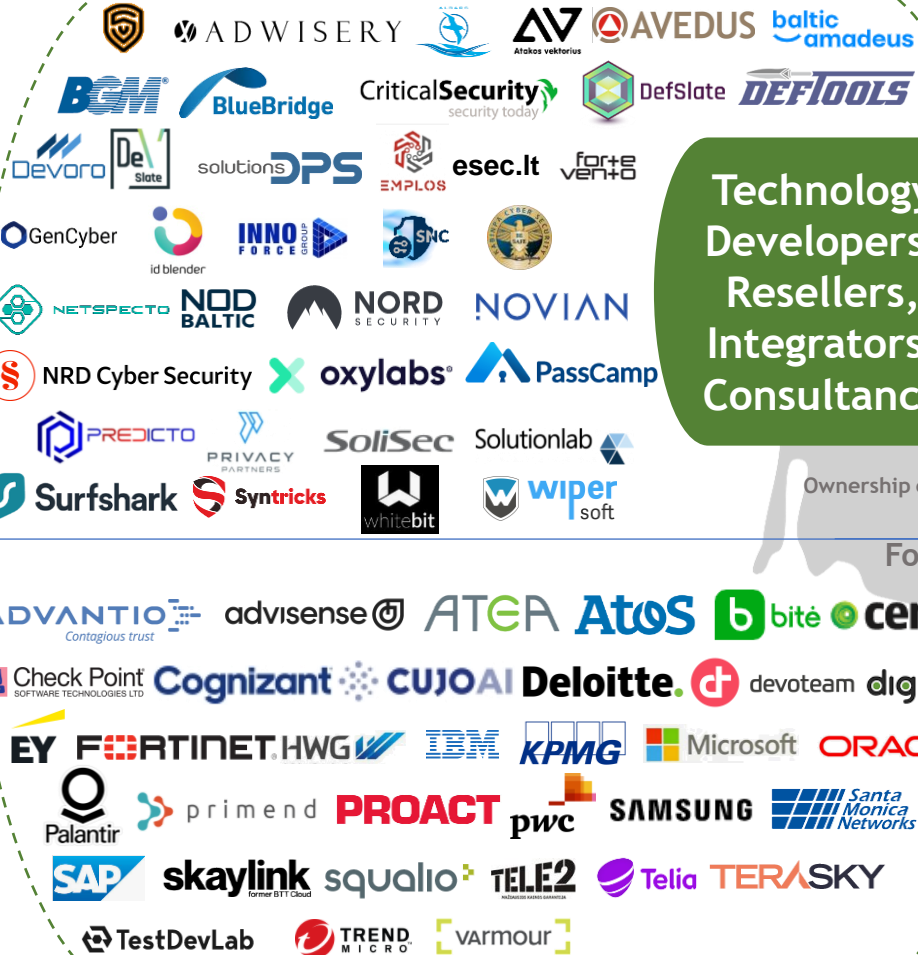 ADWISERY
Atakos vektorius
AVEDUS
baltic
amadeus
BGM
BlueBridge
CriticalSecurity
security today
DefSlate
DEFTOOLS
Devoro
De\/
Slate
solutions DPS
EMPLOS
esec.lt
forte
vento
GenCyber
id blender
INNO
FORCE
GROUP
SNC
NETSPECTO
NOD
BALTIC
NORD
SECURITY
NOVIAN
NRD Cyber Security
oxylabs
PassCamp
PREDICTO
PRIVACY
PARTNERS
SoliSec
Solutionlab
Surfshark
Syntricks
whitebit
wiper
soft
Technology
Developers
Resellers,
Integrators
Consultanc
Ownership
Fo
ADVANTIO
Contagious trust
advisense
ATEA
Atos
b bitė
cer
Check Point
SOFTWARE TECHNOLOGIES LTD
Cognizant
CUJOAI
Deloitte.
dt devoteam
dig
EY
FORTINET
HWG
IBM
KPMG
Microsoft
ORAC
Palantir
primend
PROACT
pwc
SAMSUNG
Santa
Monica
Networks
SAP
skaylink
former BTT Cloud
squalio
TELE2
Telia
TERASKY
TestDevLab
TREND
MICRO
vARMOUR